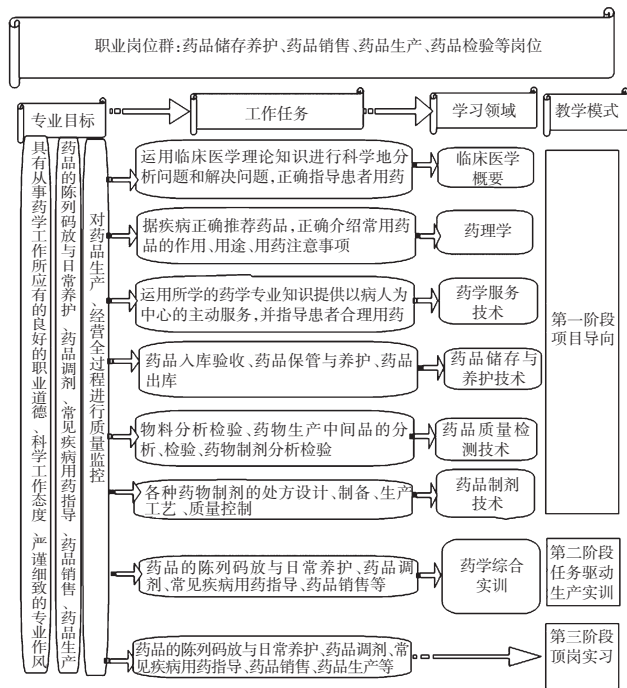 职业岗位群:药品储存养护、药品销售、药品生产、药品检验等岗位
专业目标
工作任务
学习领域
教学模式
具有从事药学工作所应有的良好的职业道德、科学工作态度、严谨细致的专业作风
药品的陈列码放与日常养护、药品调剂、常见疾病用药指导、药品销售、药品生产
对药品生产、经营全过程进行质量监控
运用临床医学理论知识进行科学地分
析问题和解决问题,正确指导患者用药
临床医学
概要
据疾病正确推荐药品,正确介绍常用药
品的作用、用途、用药注意事项
药理学
运用所学的药学专业知识提供以病人为
中心的主动服务,并指导患者合理用药
药学服务
技术
药品入库验收、药品保管与养护、药品
出库
药品储存与
养护技术
物料分析检验、药物生产中间品的分
析、检验、药物制剂分析检验
药品质量检
测技术
各种药物制剂的处方设计、制备、生产
工艺、质量控制
药品制剂
技术
第一阶段
项目导向
药品的陈列码放与日常养护、药品调
剂、常见疾病用药指导、药品销售等
药学综合
实训
第二阶段
任务驱动
生产实训
药品的陈列码放与日常养护、药品调剂、常
见疾病用药指导、药品销售、药品生产等
第三阶段
顶岗实习